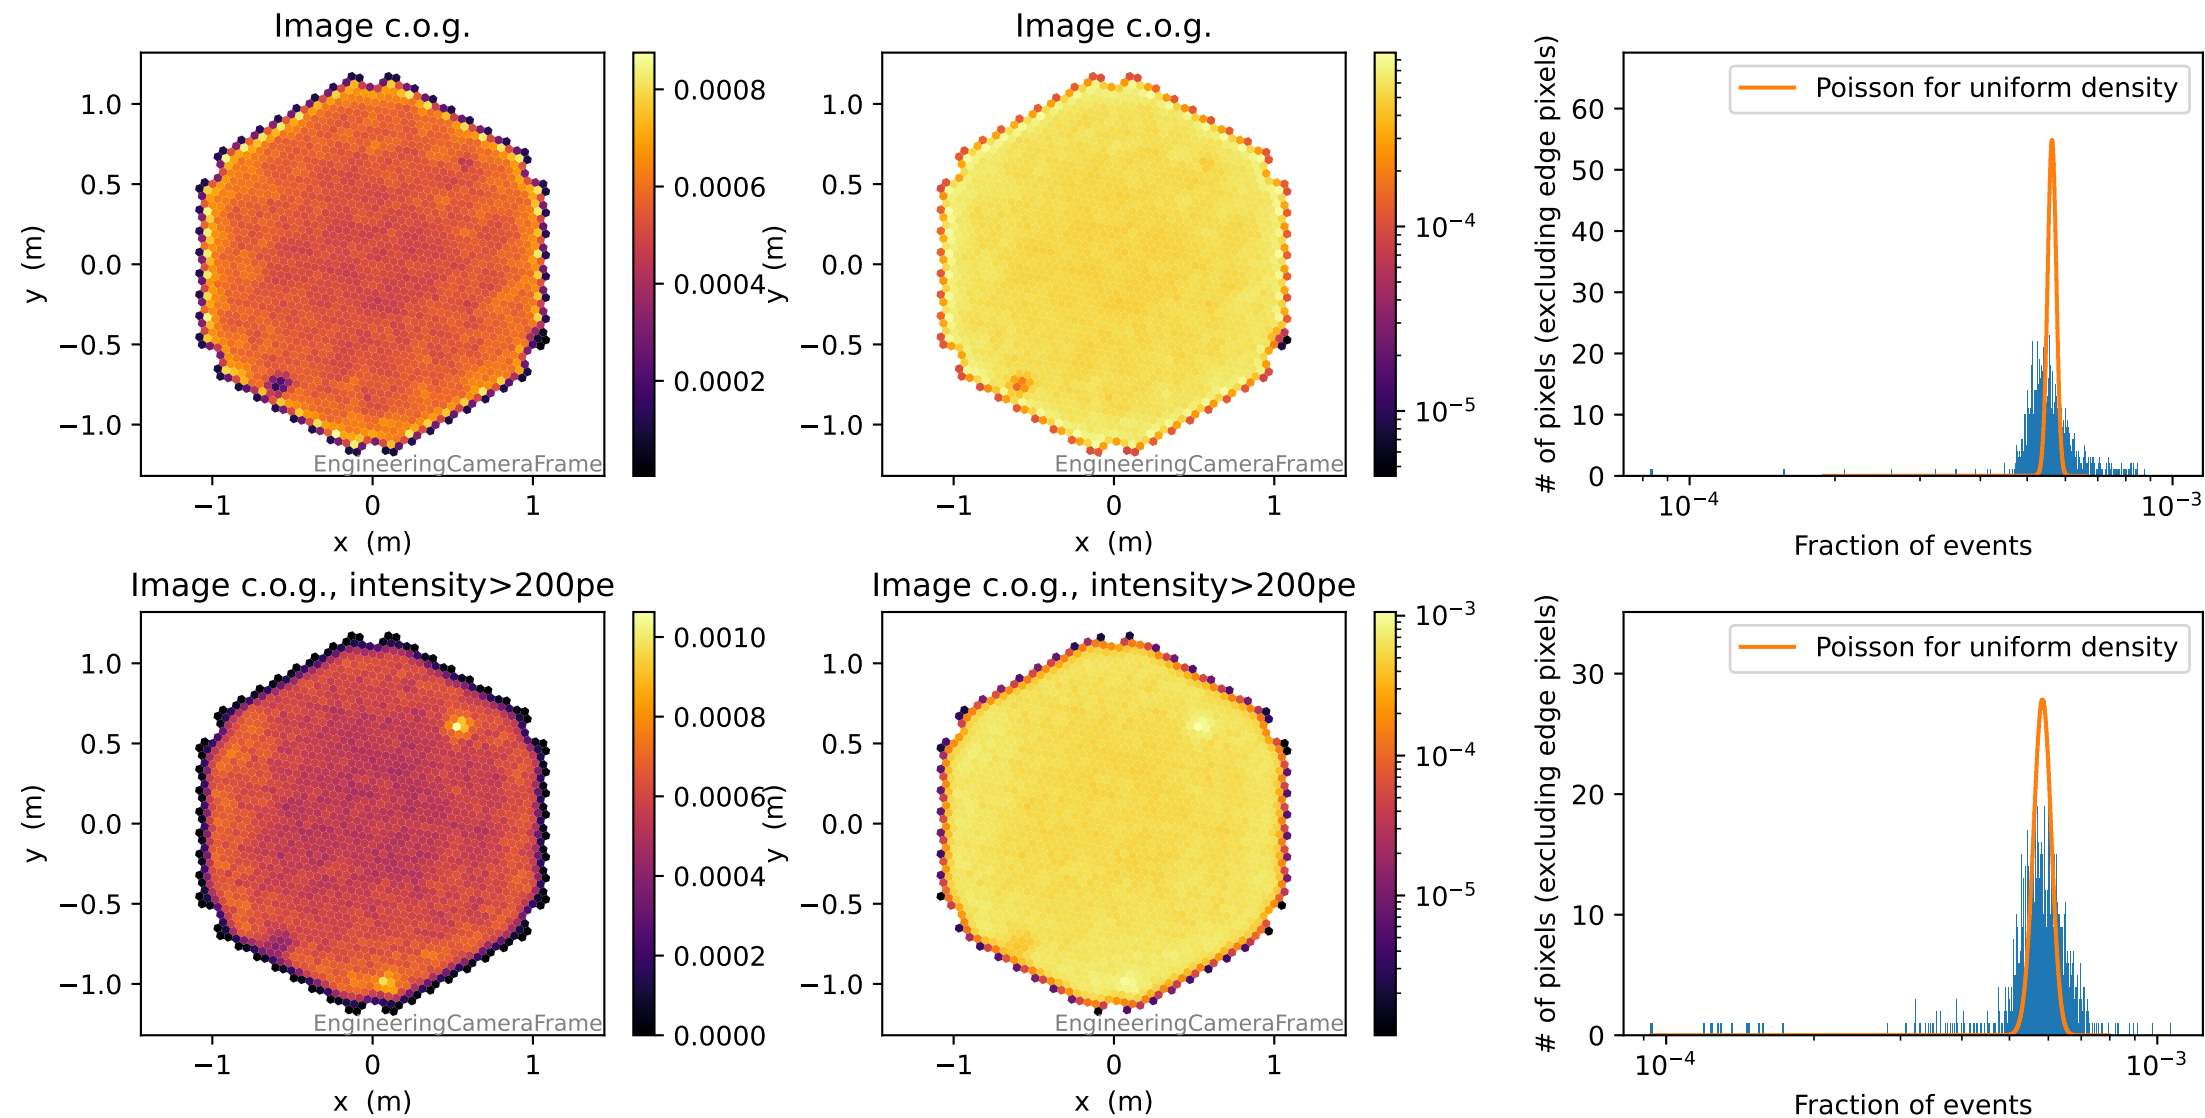 Image c.o.g.
1.0
0.5
0.0
−0.5
−1.0
y (m)
−1
0
1
x (m)
EngineeringCameraFrame
0.0008
0.0006
0.0004
0.0002
Image c.o.g.
1.0
0.5
0.0
−0.5
−1.0
y (m)
−1
0
1
x (m)
EngineeringCameraFrame
10⁻⁴
10⁻⁵
# of pixels (excluding edge pixels)
60
50
40
30
20
10
0
Poisson for uniform density
10⁻⁴
10⁻³
Fraction of events
Image c.o.g., intensity>200pe
1.0
0.5
0.0
−0.5
−1.0
y (m)
−1
0
1
x (m)
EngineeringCameraFrame
0.0010
0.0008
0.0006
0.0004
0.0002
0.0000
Image c.o.g., intensity>200pe
1.0
0.5
0.0
−0.5
−1.0
y (m)
−1
0
1
x (m)
EngineeringCameraFrame
10⁻³
10⁻⁴
10⁻⁵
# of pixels (excluding edge pixels)
30
20
10
0
Poisson for uniform density
10⁻⁴
10⁻³
Fraction of events